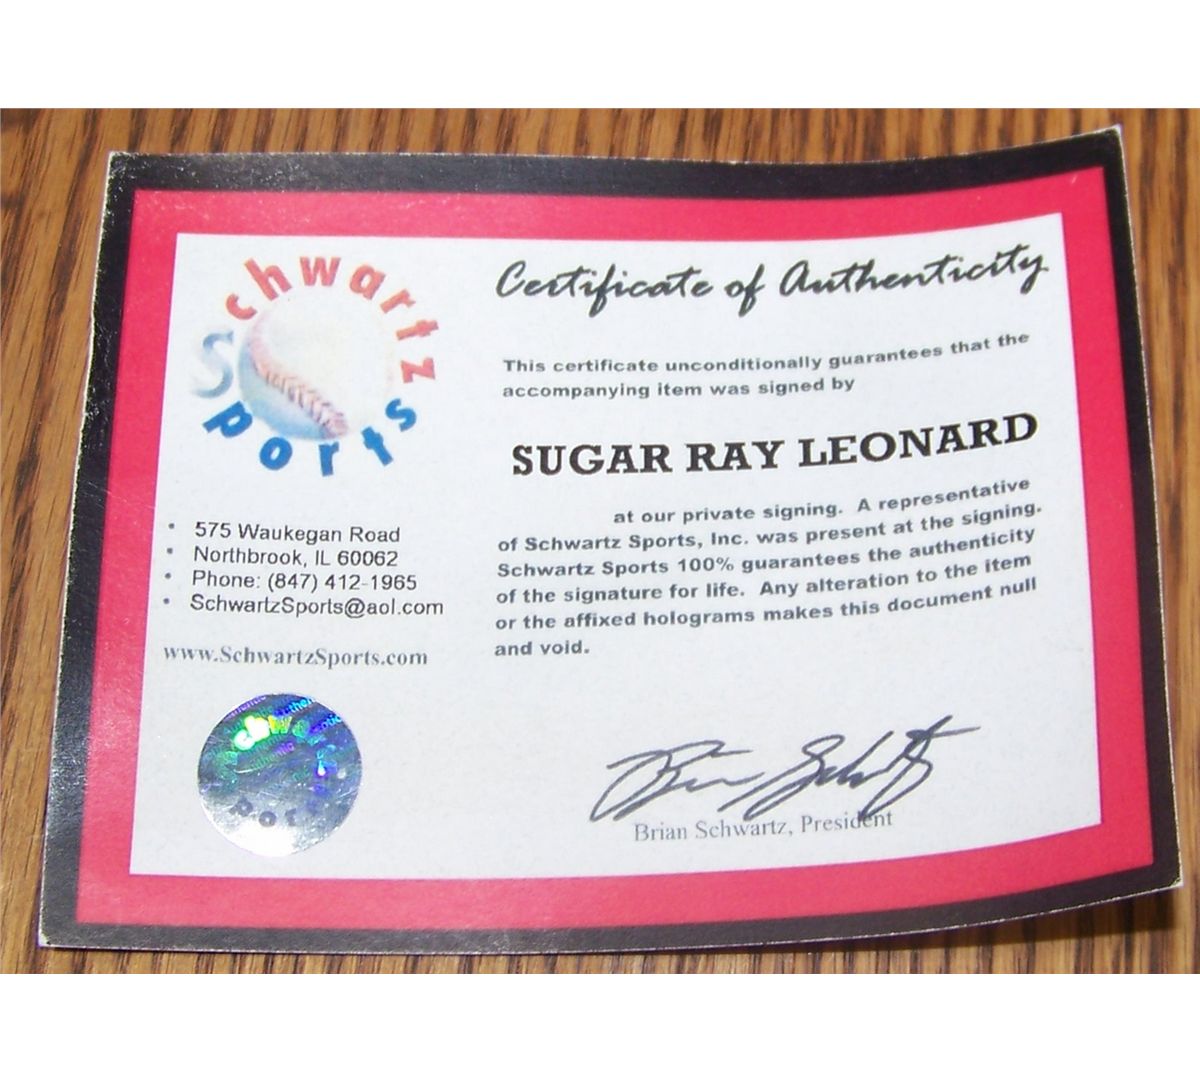 Schwartz
Sports
575 Waukegan Road
Northbrook, IL 60062
Phone: (847) 412-1965
SchwartzSports@aol.com
www.SchwartzSports.com
Schwartz
Sports
Certificate of Authenticity
This certificate unconditionally guarantees that the
accompanying item was signed by
SUGAR RAY LEONARD
at our private signing. A representative
of Schwartz Sports, Inc. was present at the signing.
Schwartz Sports 100% guarantees the authenticity
of the signature for life. Any alteration to the item
or the affixed holograms makes this document null
and void.
Brian Schwartz, President